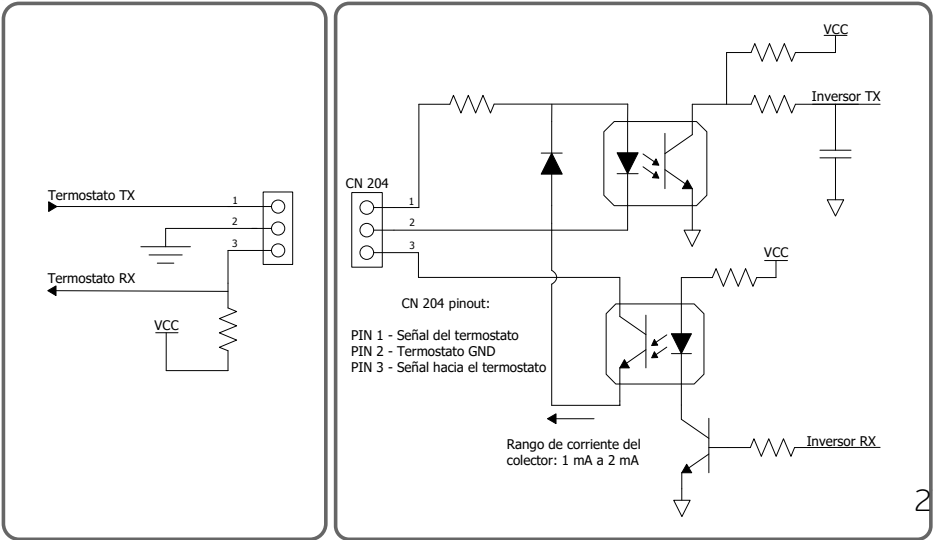 Termostato TX
1
2
3
Termostato RX
VCC
VCC
Inversor TX
CN 204
1
2
3
VCC
CN 204 pinout:
PIN 1 - Señal del termostato
PIN 2 - Termostato GND
PIN 3 - Señal hacia el termostato
Rango de corriente del
colector: 1 mA a 2 mA
Inversor RX
2